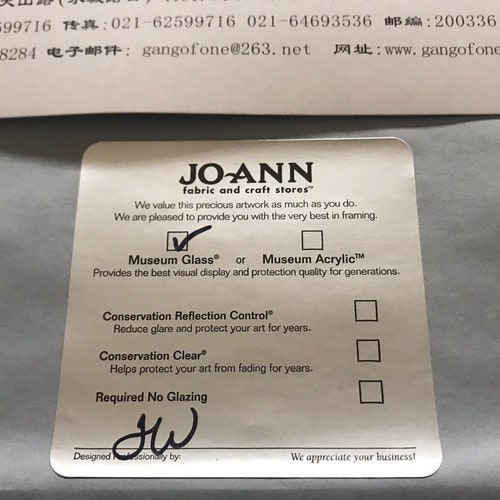 99716 传真:021-62599716 021-64693536 邮编:200336
8284 电子邮件: gangofone@263.net 网址:www.gangofone
JO-ANN
fabric and craft stores™
We value this precious artwork as much as you do.
We are pleased to provide you with the very best in framing.
Museum Glass® or Museum Acrylic™
Provides the best visual display and protection quality for generations.
Conservation Reflection Control®
Reduce glare and protect your art for years.
Conservation Clear®
Helps protect your art from fading for years.
Required No Glazing
JW
Designed Professionally by: We appreciate your business!